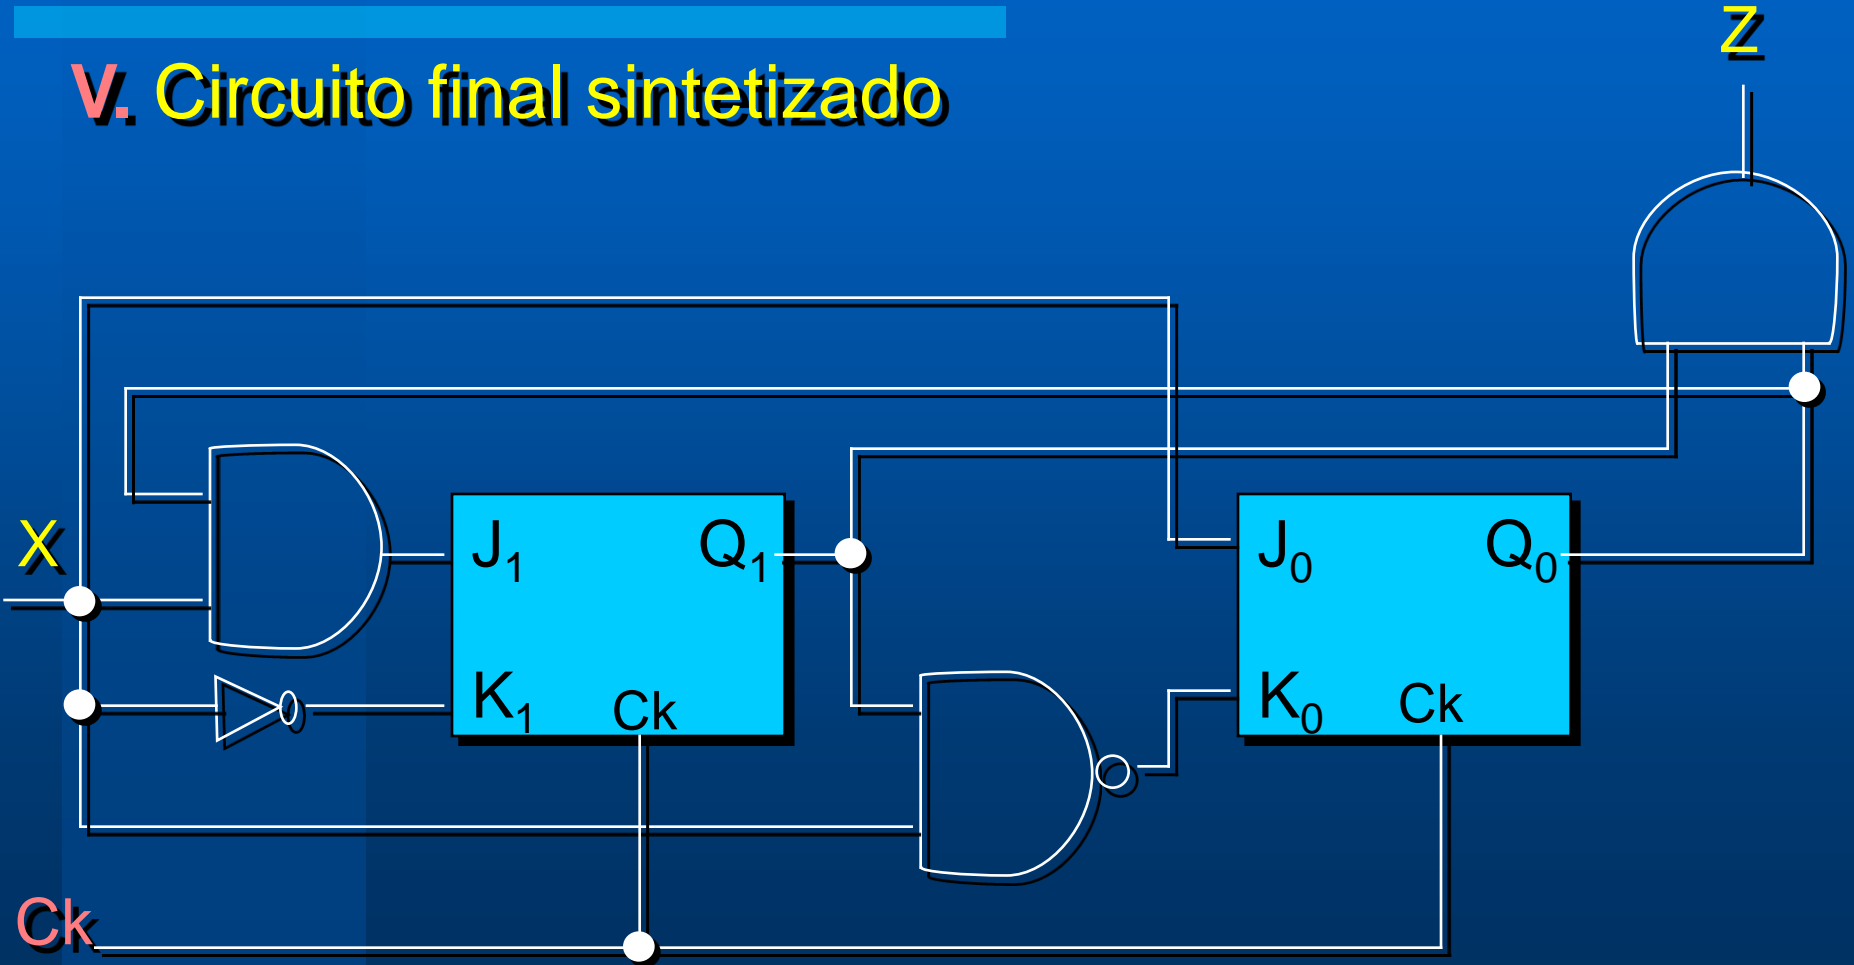 Z
V. Circuito final sintetizado
X
J1 Q1
K1 Ck
J0 Q0
K0 Ck
Ck